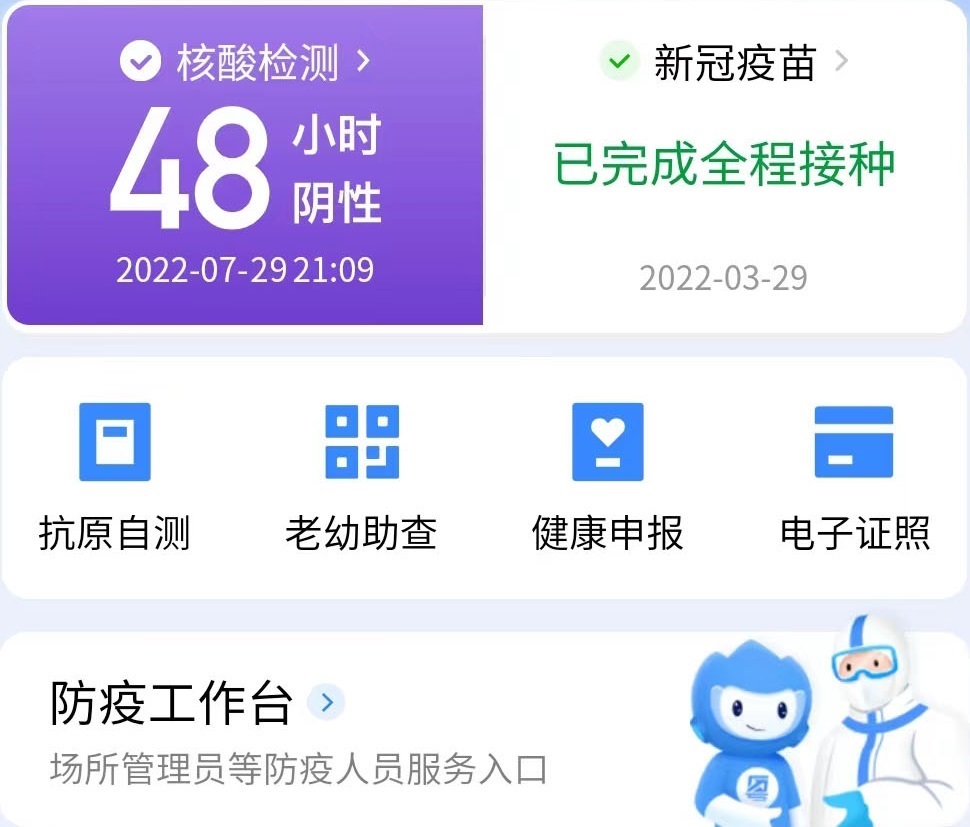 核酸检测
48 小时
阴性
2022-07-29 21:09
新冠疫苗
已完成全程接种
2022-03-29
抗原自测
老幼助查
健康申报
电子证照
防疫工作台
场所管理员等防疫人员服务入口